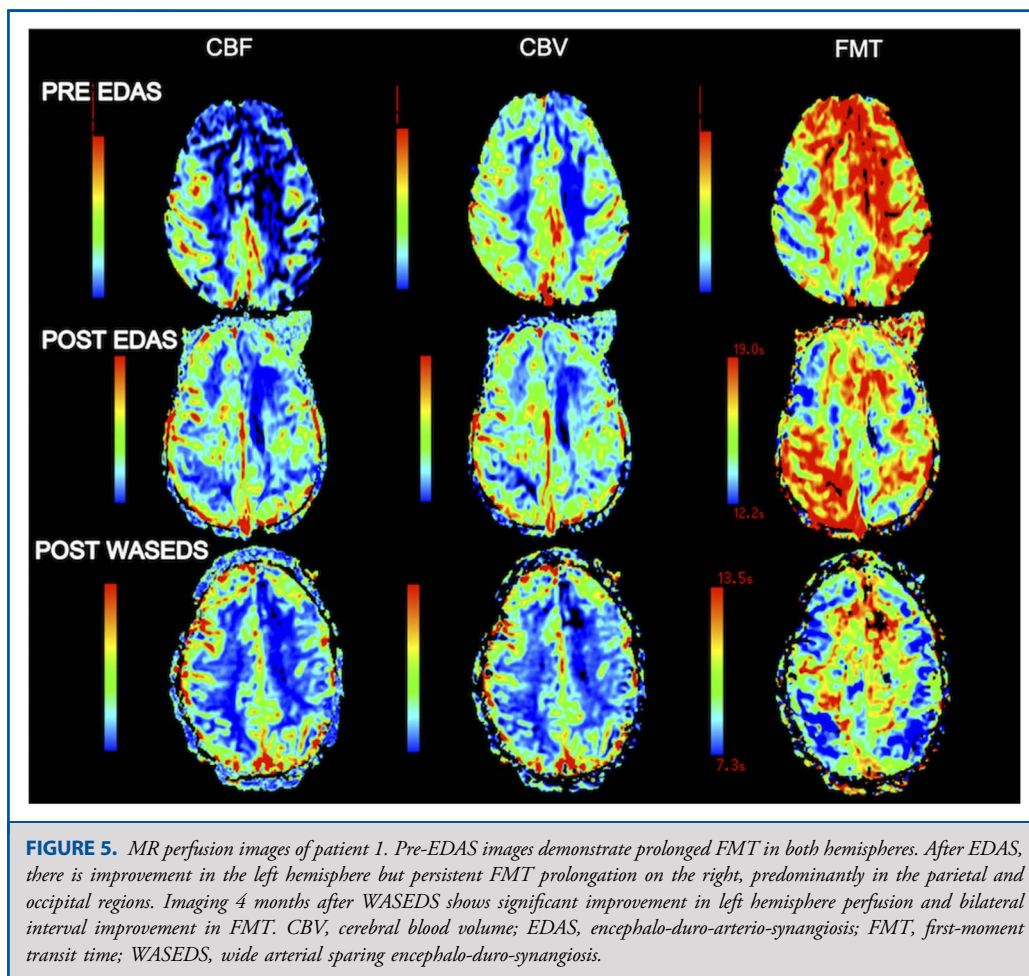 CBF CBV FMT
PRE EDAS
POST EDAS
19.0s
12.2s
POST WASEDS
13.5s
7.3s
FIGURE 5. MR perfusion images of patient 1. Pre-EDAS images demonstrate prolonged FMT in both hemispheres. After EDAS,
there is improvement in the left hemisphere but persistent FMT prolongation on the right, predominantly in the parietal and
occipital regions. Imaging 4 months after WASEDS shows significant improvement in left hemisphere perfusion and bilateral
interval improvement in FMT. CBV, cerebral blood volume; EDAS, encephalo-duro-arterio-synangiosis; FMT, first-moment
transit time; WASEDS, wide arterial sparing encephalo-duro-synangiosis.